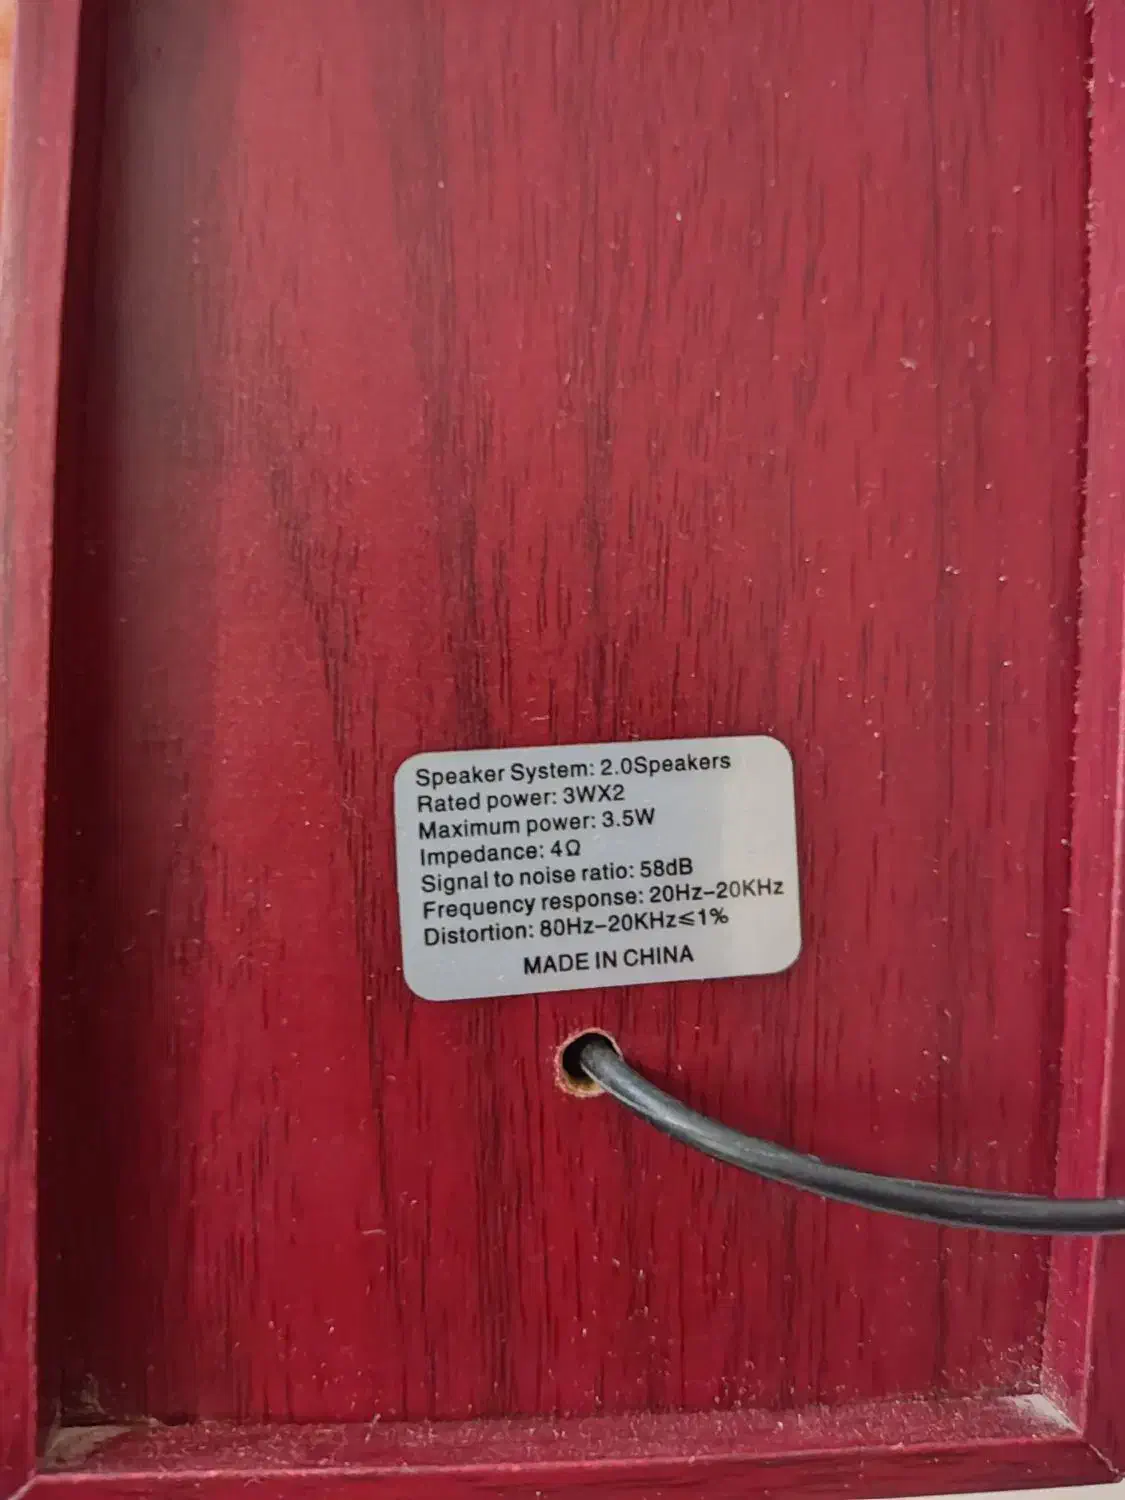 Speaker System: 2.0Speakers
Rated power: 3WX2
Maximum power: 3.5W
Impedance: 4Ω
Signal to noise ratio: 58dB
Frequency response: 20Hz–20KHz
Distortion: 80Hz–20KHz≤1%
MADE IN CHINA